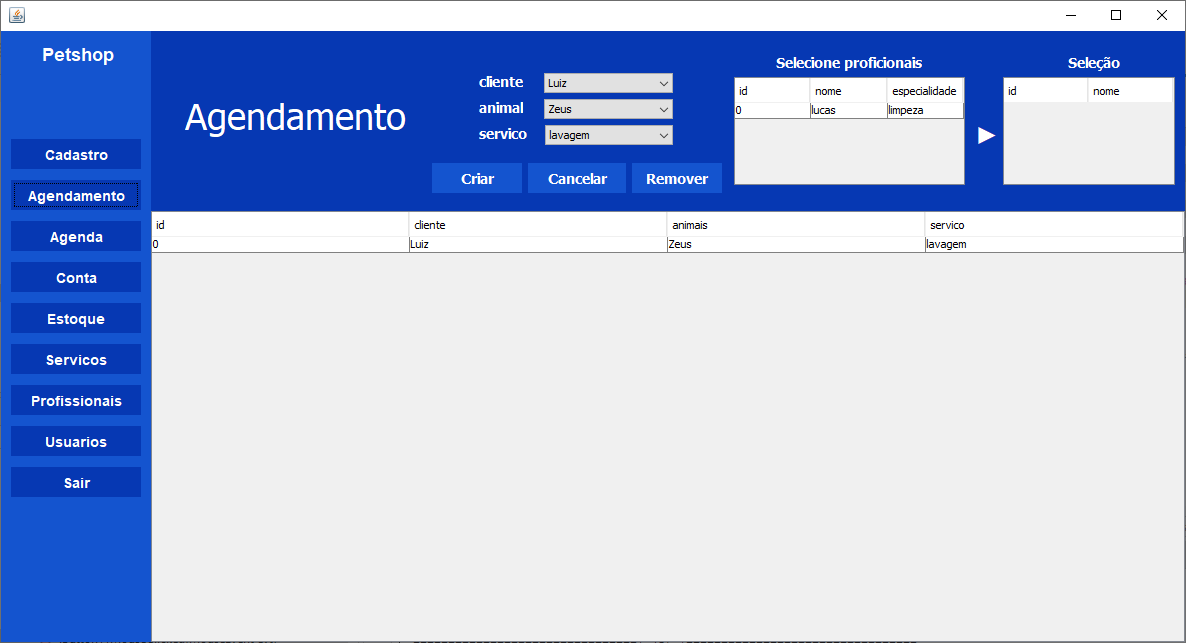 Petshop
Cadastro
Agendamento
Agenda
Conta
Estoque
Servicos
Profissionais
Usuarios
Sair
Agendamento
cliente Luiz
animal Zeus
servico lavagem
Criar Cancelar Remover
Selecione proficionais
id nome especialidade
0 lucas limpeza
Seleção
id nome
id cliente animais servico
0 Luiz Zeus lavagem